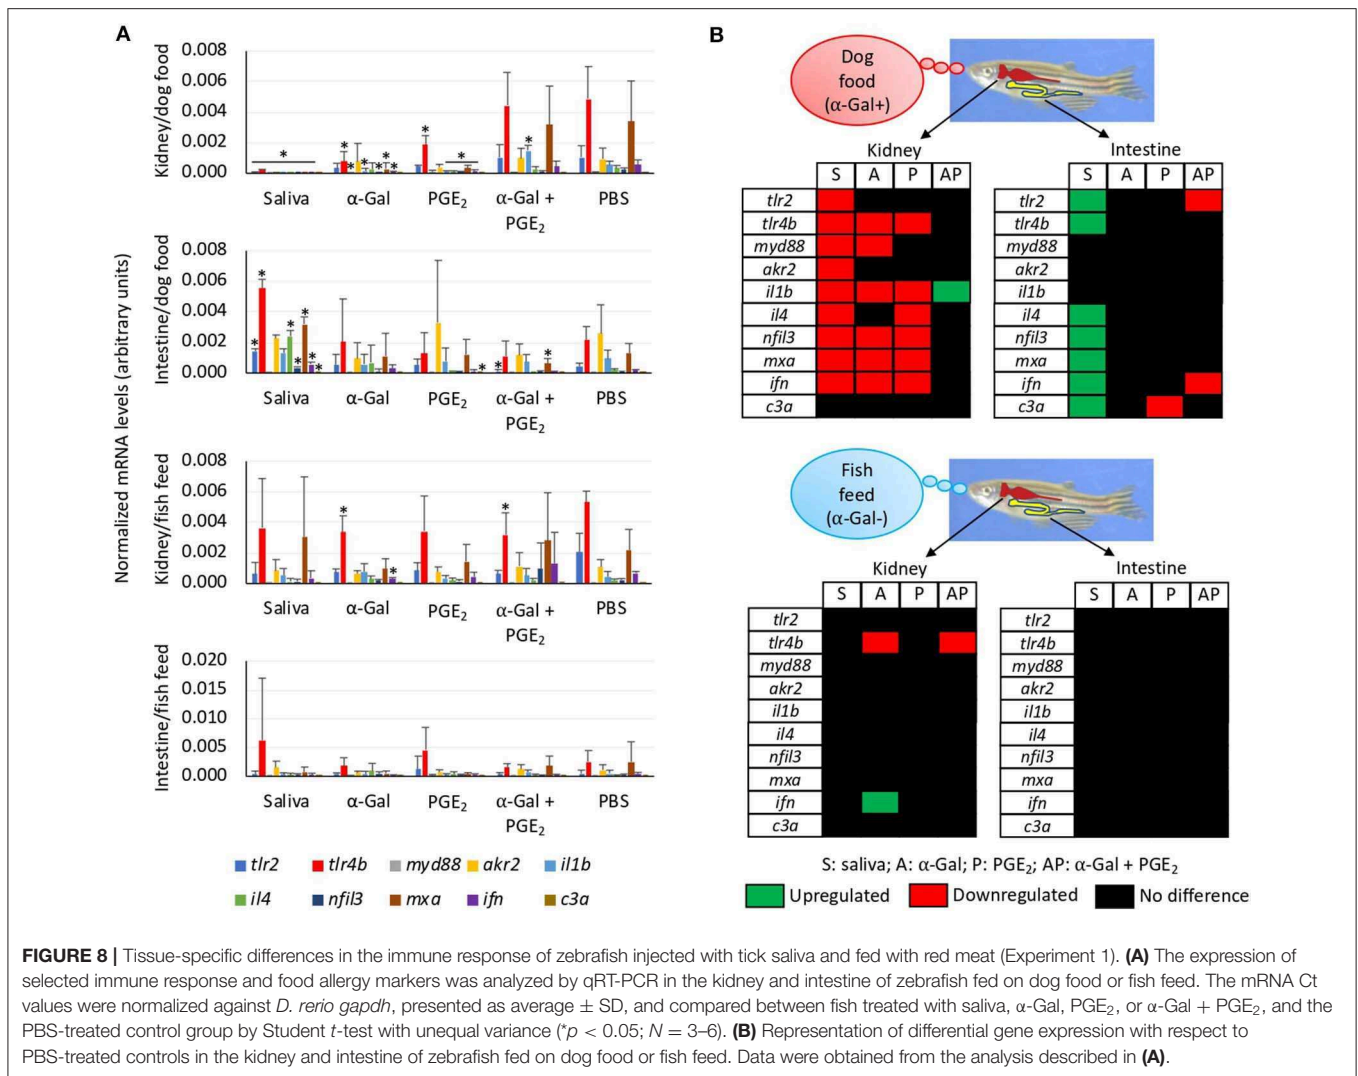 A
Normalized mRNA levels (arbitrary units)
Kidney/dog food
0.008
0.006
0.004
0.002
0.000
* * * * * * * * * * *
Saliva α-Gal PGE2 α-Gal + PGE2 PBS
Intestine/dog food
0.008
0.006
0.004
0.002
0.000
* * * * * * * * * *
Saliva α-Gal PGE2 α-Gal + PGE2 PBS
Kidney/fish feed
0.008
0.006
0.004
0.002
0.000
* * *
Saliva α-Gal PGE2 α-Gal + PGE2 PBS
Intestine/fish feed
0.020
0.015
0.010
0.005
0.000
Saliva α-Gal PGE2 α-Gal + PGE2 PBS
tlr2 tlr4b myd88 akr2 il1b
il4 nfil3 mxa ifn c3a
B
Dog
food
(α-Gal+)
Kidney
S A P AP
tlr2
tlr4b
myd88
akr2
il1b
il4
nfil3
mxa
ifn
c3a
Intestine
S A P AP
tlr2
tlr4b
myd88
akr2
il1b
il4
nfil3
mxa
ifn
c3a
Fish
feed
(α-Gal-)
Kidney
S A P AP
tlr2
tlr4b
myd88
akr2
il1b
il4
nfil3
mxa
ifn
c3a
Intestine
S A P AP
tlr2
tlr4b
myd88
akr2
il1b
il4
nfil3
mxa
ifn
c3a
S: saliva; A: α-Gal; P: PGE2; AP: α-Gal + PGE2
Upregulated Downregulated No difference
FIGURE 8 | Tissue-specific differences in the immune response of zebrafish injected with tick saliva and fed with red meat (Experiment 1). (A) The expression of
selected immune response and food allergy markers was analyzed by qRT-PCR in the kidney and intestine of zebrafish fed on dog food or fish feed. The mRNA Ct
values were normalized against D. rerio gapdh, presented as average ± SD, and compared between fish treated with saliva, α-Gal, PGE2, or α-Gal + PGE2, and the
PBS-treated control group by Student t-test with unequal variance (*p < 0.05; N = 3–6). (B) Representation of differential gene expression with respect to
PBS-treated controls in the kidney and intestine of zebrafish fed on dog food or fish feed. Data were obtained from the analysis described in (A).